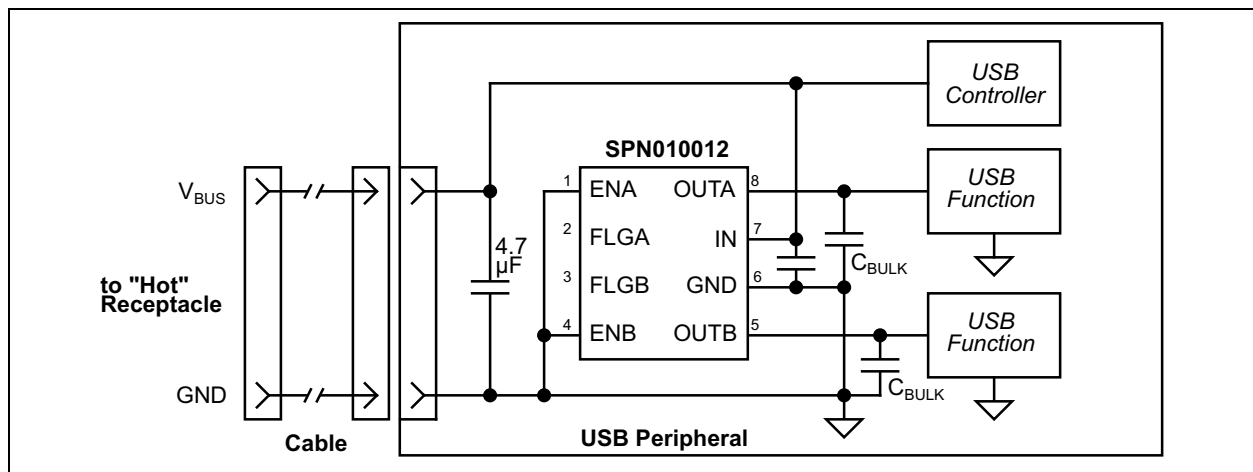 USB
Controller
SPN010012
VBUS
1
ENA
OUTA
8
USB
Function
2
FLGA
IN
7
4.7
µF
CBULK
to "Hot"
Receptacle
3
FLGB
GND
6
4
ENB
OUTB
5
USB
Function
GND
CBULK
Cable
USB Peripheral